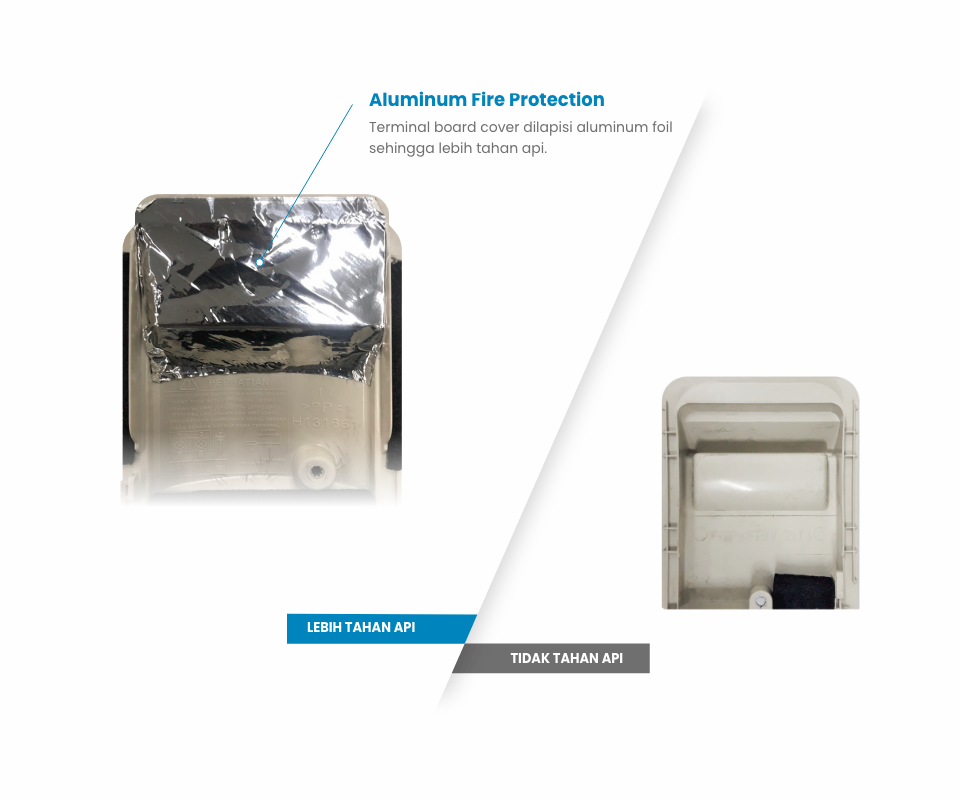 Aluminum Fire Protection
Terminal board cover dilapisi aluminum foil
sehingga lebih tahan api.
LEBIH TAHAN API
TIDAK TAHAN API